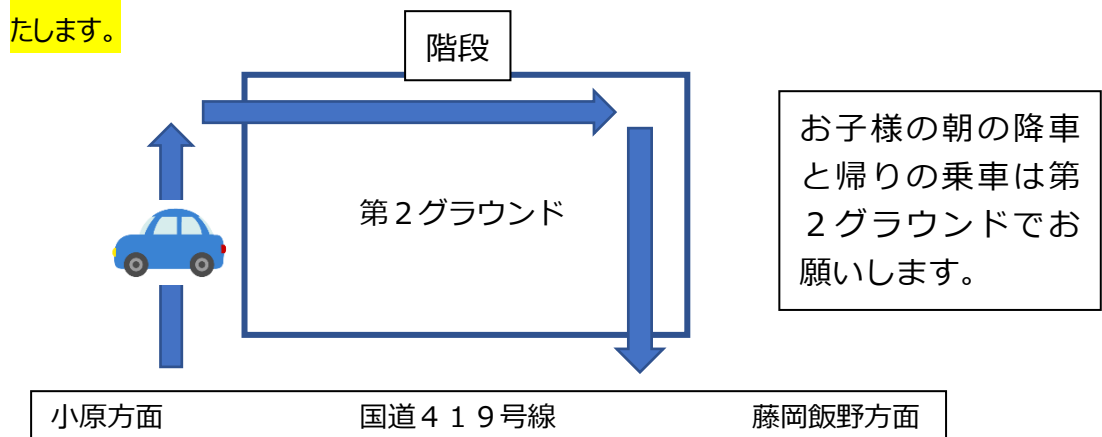 たします。
階段
お子様の朝の降車
と帰りの乗車は第
２グラウンドでお
願いします。
第２グラウンド
小原方面 国道４１９号線 藤岡飯野方面